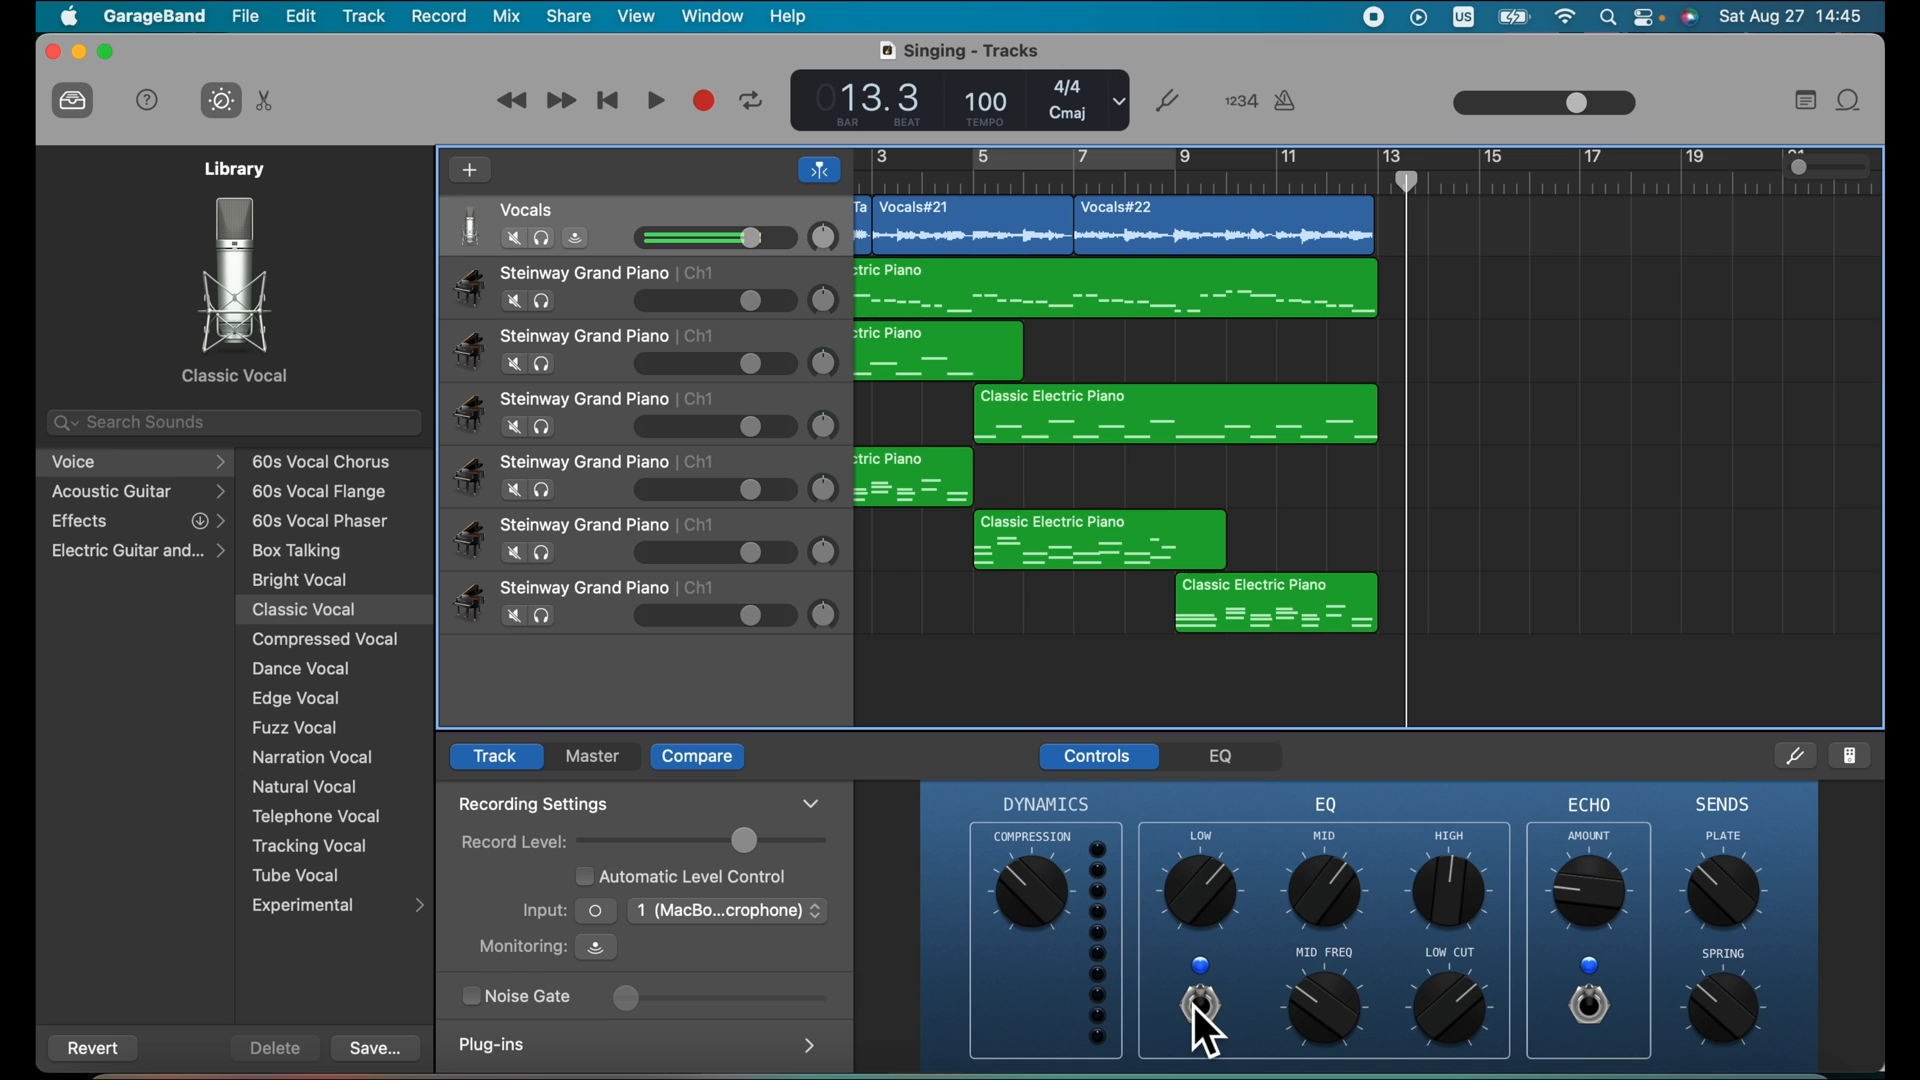 GarageBand File Edit Track Record Mix Share View Window Help US Sat Aug 27 14:45
Singing - Tracks
013.3 100 4/4
Cmaj
BAR BEAT TEMPO
1234
Library
Classic Vocal
Search Sounds
Voice
Acoustic Guitar
Effects
Electric Guitar and...
60s Vocal Chorus
60s Vocal Flange
60s Vocal Phaser
Box Talking
Bright Vocal
Classic Vocal
Compressed Vocal
Dance Vocal
Edge Vocal
Fuzz Vocal
Narration Vocal
Natural Vocal
Telephone Vocal
Tracking Vocal
Tube Vocal
Experimental
Revert Delete Save...
3 5 7 9 11 13 15 17 19
Vocals
Ta Vocals#21 Vocals#22
Steinway Grand Piano | Ch1
ctric Piano
Steinway Grand Piano | Ch1
ctric Piano
Steinway Grand Piano | Ch1
Classic Electric Piano
Steinway Grand Piano | Ch1
ctric Piano
Steinway Grand Piano | Ch1
Classic Electric Piano
Steinway Grand Piano | Ch1
Classic Electric Piano
Track Master Compare Controls EQ
Recording Settings
Record Level:
Automatic Level Control
Input: 1 (MacBo...crophone)
Monitoring:
Noise Gate
Plug-ins
DYNAMICS EQ ECHO SENDS
COMPRESSION LOW MID HIGH AMOUNT PLATE
MID FREQ LOW CUT SPRING